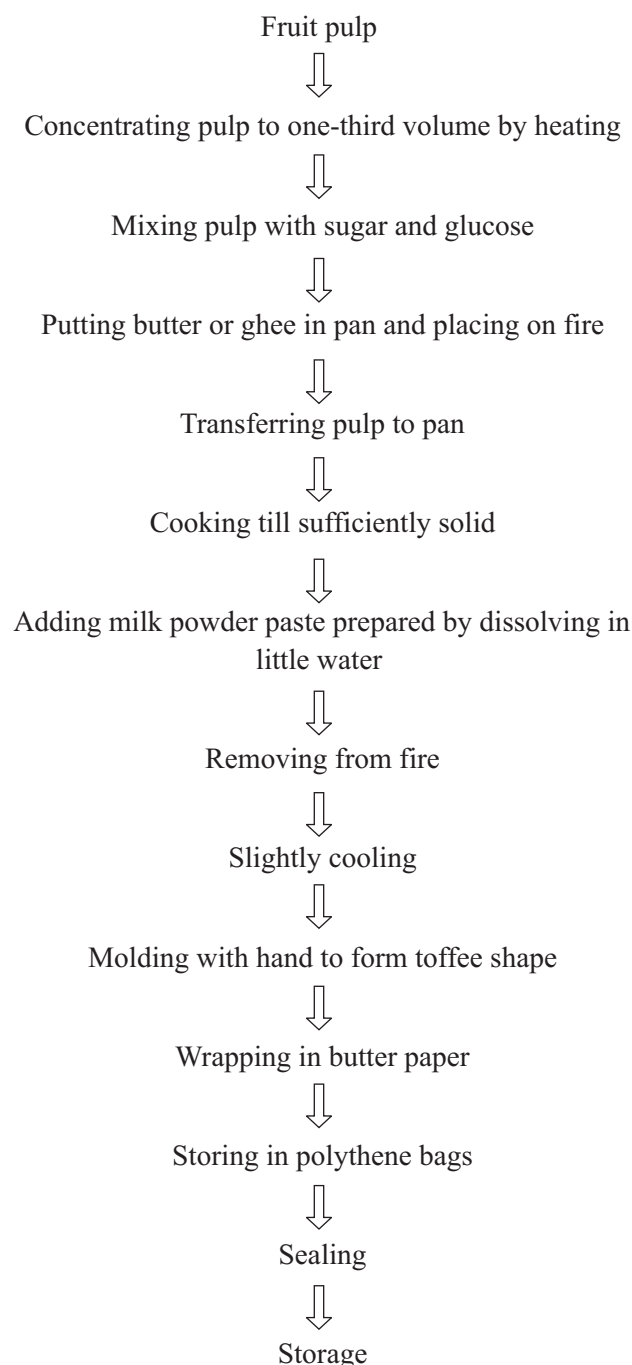 Fruit pulp
Concentrating pulp to one-third volume by heating
Mixing pulp with sugar and glucose
Putting butter or ghee in pan and placing on fire
Transferring pulp to pan
Cooking till sufficiently solid
Adding milk powder paste prepared by dissolving in
little water
Removing from fire
Slightly cooling
Molding with hand to form toffee shape
Wrapping in butter paper
Storing in polythene bags
Sealing
Storage